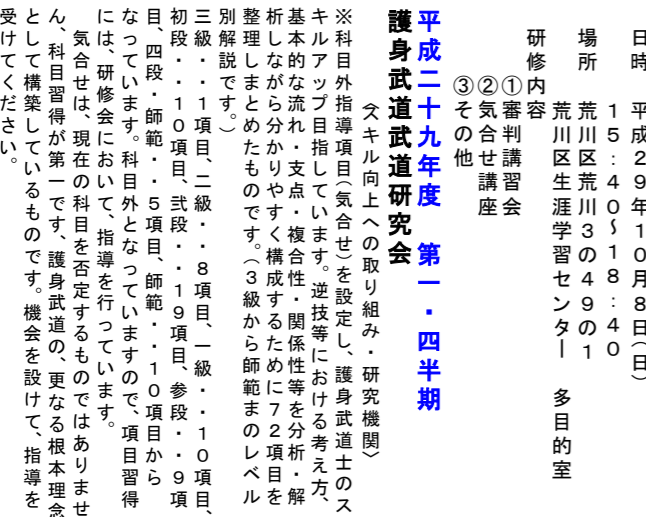 日時　平成２９年１０月８日（日）
１５：４０～１８：４０
場所　荒川区荒川３の４９の１
荒川区生涯学習センター　多目的室
研修内容
①審判講習会
②気合せ講座
③その他
平成二十九年度　第一・四半期
護身武道武道研究会
〈スキル向上への取り組み・研究機関〉
※科目外指導項目（気合せ）を設定し、護身武道士のス
キルアップ目指しています。逆技等における考え方、
基本的な流れ・支点・複合性・関係性等を分析・解
析しながら分かりやすく構成するために７２項目を
整理しまとめたものです。（３級から師範まのレベル
別解説です。）
三級・・１項目、二級・・８項目、一級・・１０項目、
初段・・１０項目、弐段・・１９項目、参段・・９項
目、四段・師範・・５項目、師範・・１０項目から
なっています。科目外となっていますので、項目習得
には、研修会において、指導を行っています。
気合せは、現在の科目を否定するものではありませ
ん、科目習得が第一です、護身武道の、更なる根本理念
として構築しているものです。機会を設けて、指導を
受けてください。